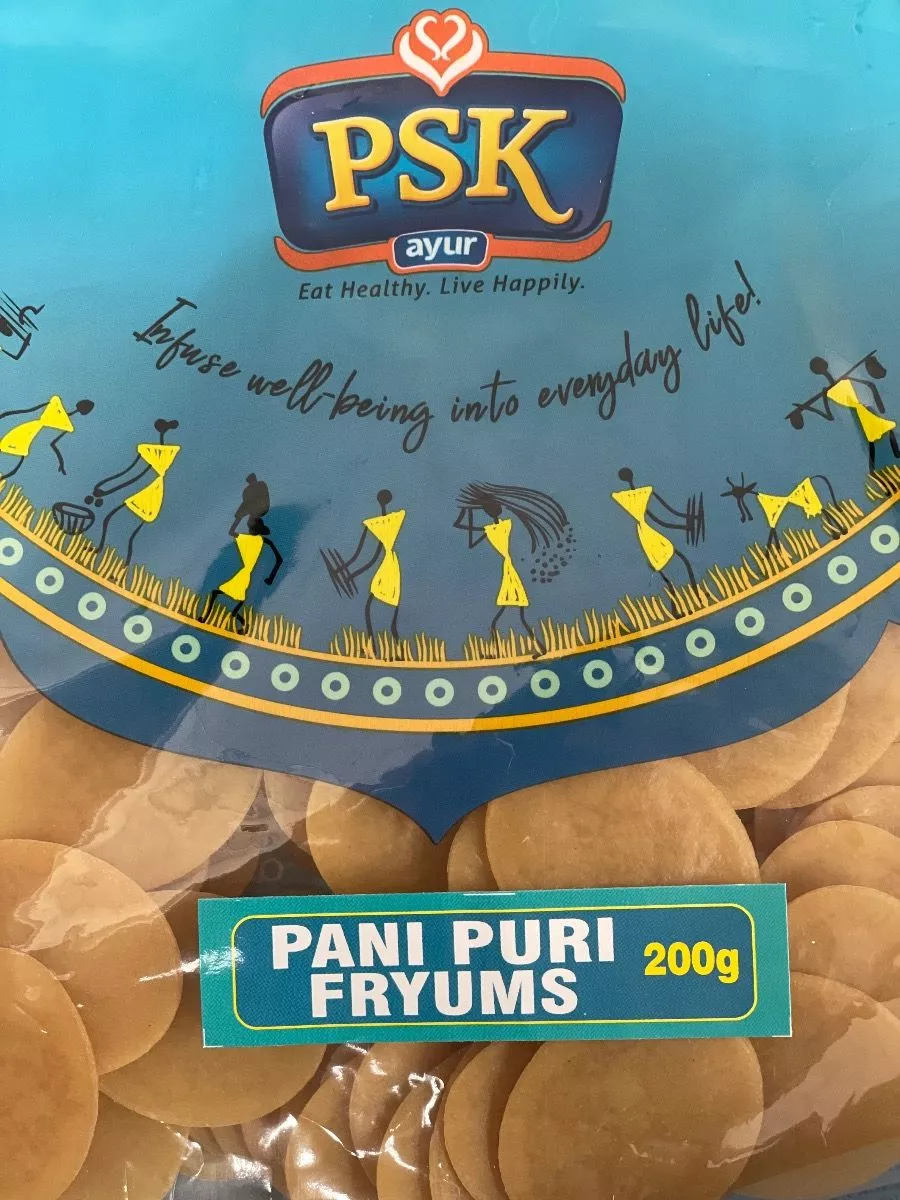 PSK
ayur
Eat Healthy. Live Happily.
Infuse well-being into everyday life!
PANI PURI
FRYUMS
200g